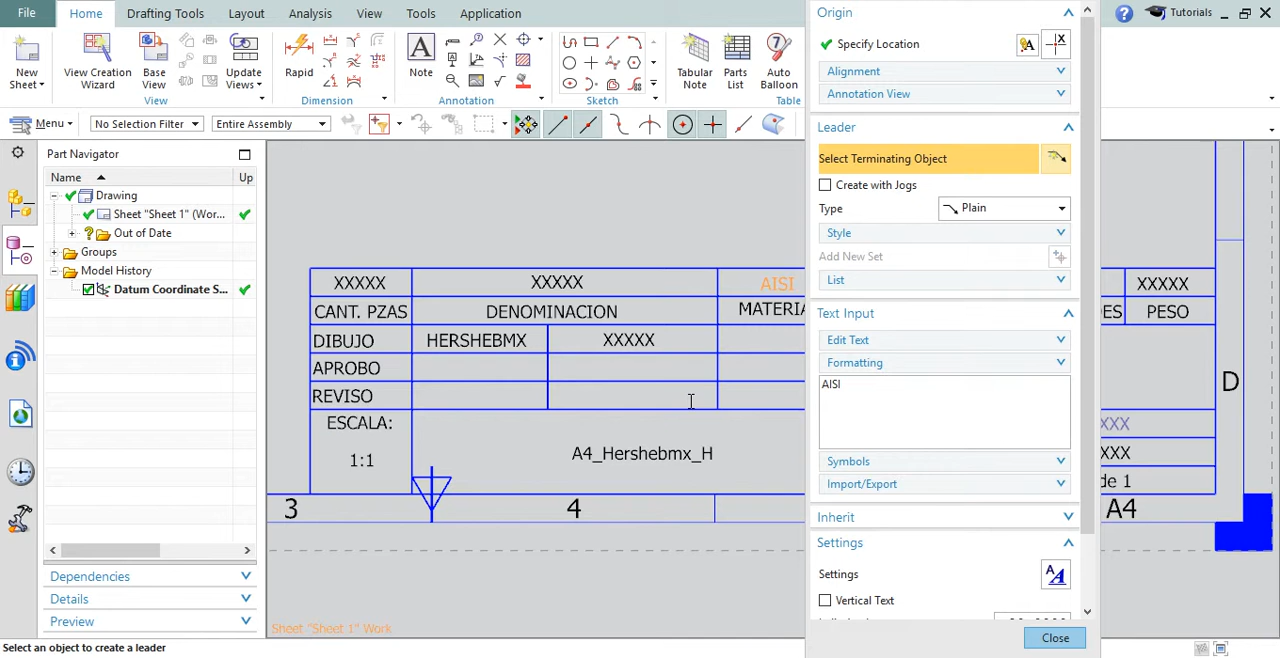 File Home Drafting Tools Layout Analysis View Tools Application Origin Tutorials
Specify Location
New Sheet View Creation Wizard Base View Update Views Rapid Note Tabular Note Parts List Auto Balloon
Alignment
Annotation View
View Dimension Annotation Sketch Table
Menu No Selection Filter Entire Assembly
Leader
Part Navigator
Select Terminating Object
Name Up
Create with Jogs
Drawing
Type Plain
Sheet "Sheet 1" (Wor...
Out of Date
Style
Groups
Add New Set
Model History
List
Datum Coordinate S...
XXXXX XXXXX AISI XXXXX
CANT. PZAS DENOMINACION MATERIA ES PESO
Text Input
DIBUJO HERSHEBMX XXXXX
Edit Text
APROBO
Formatting
AISI
REVISO
D
ESCALA:
XXX
1:1 A4_Hershebmx_H
XXX
Symbols
Import/Export
de 1
3 4 A4
Inherit
Settings
Dependencies
Settings
Details
Vertical Text
Preview
Sheet "Sheet 1" Work
Close
Select an object to create a leader